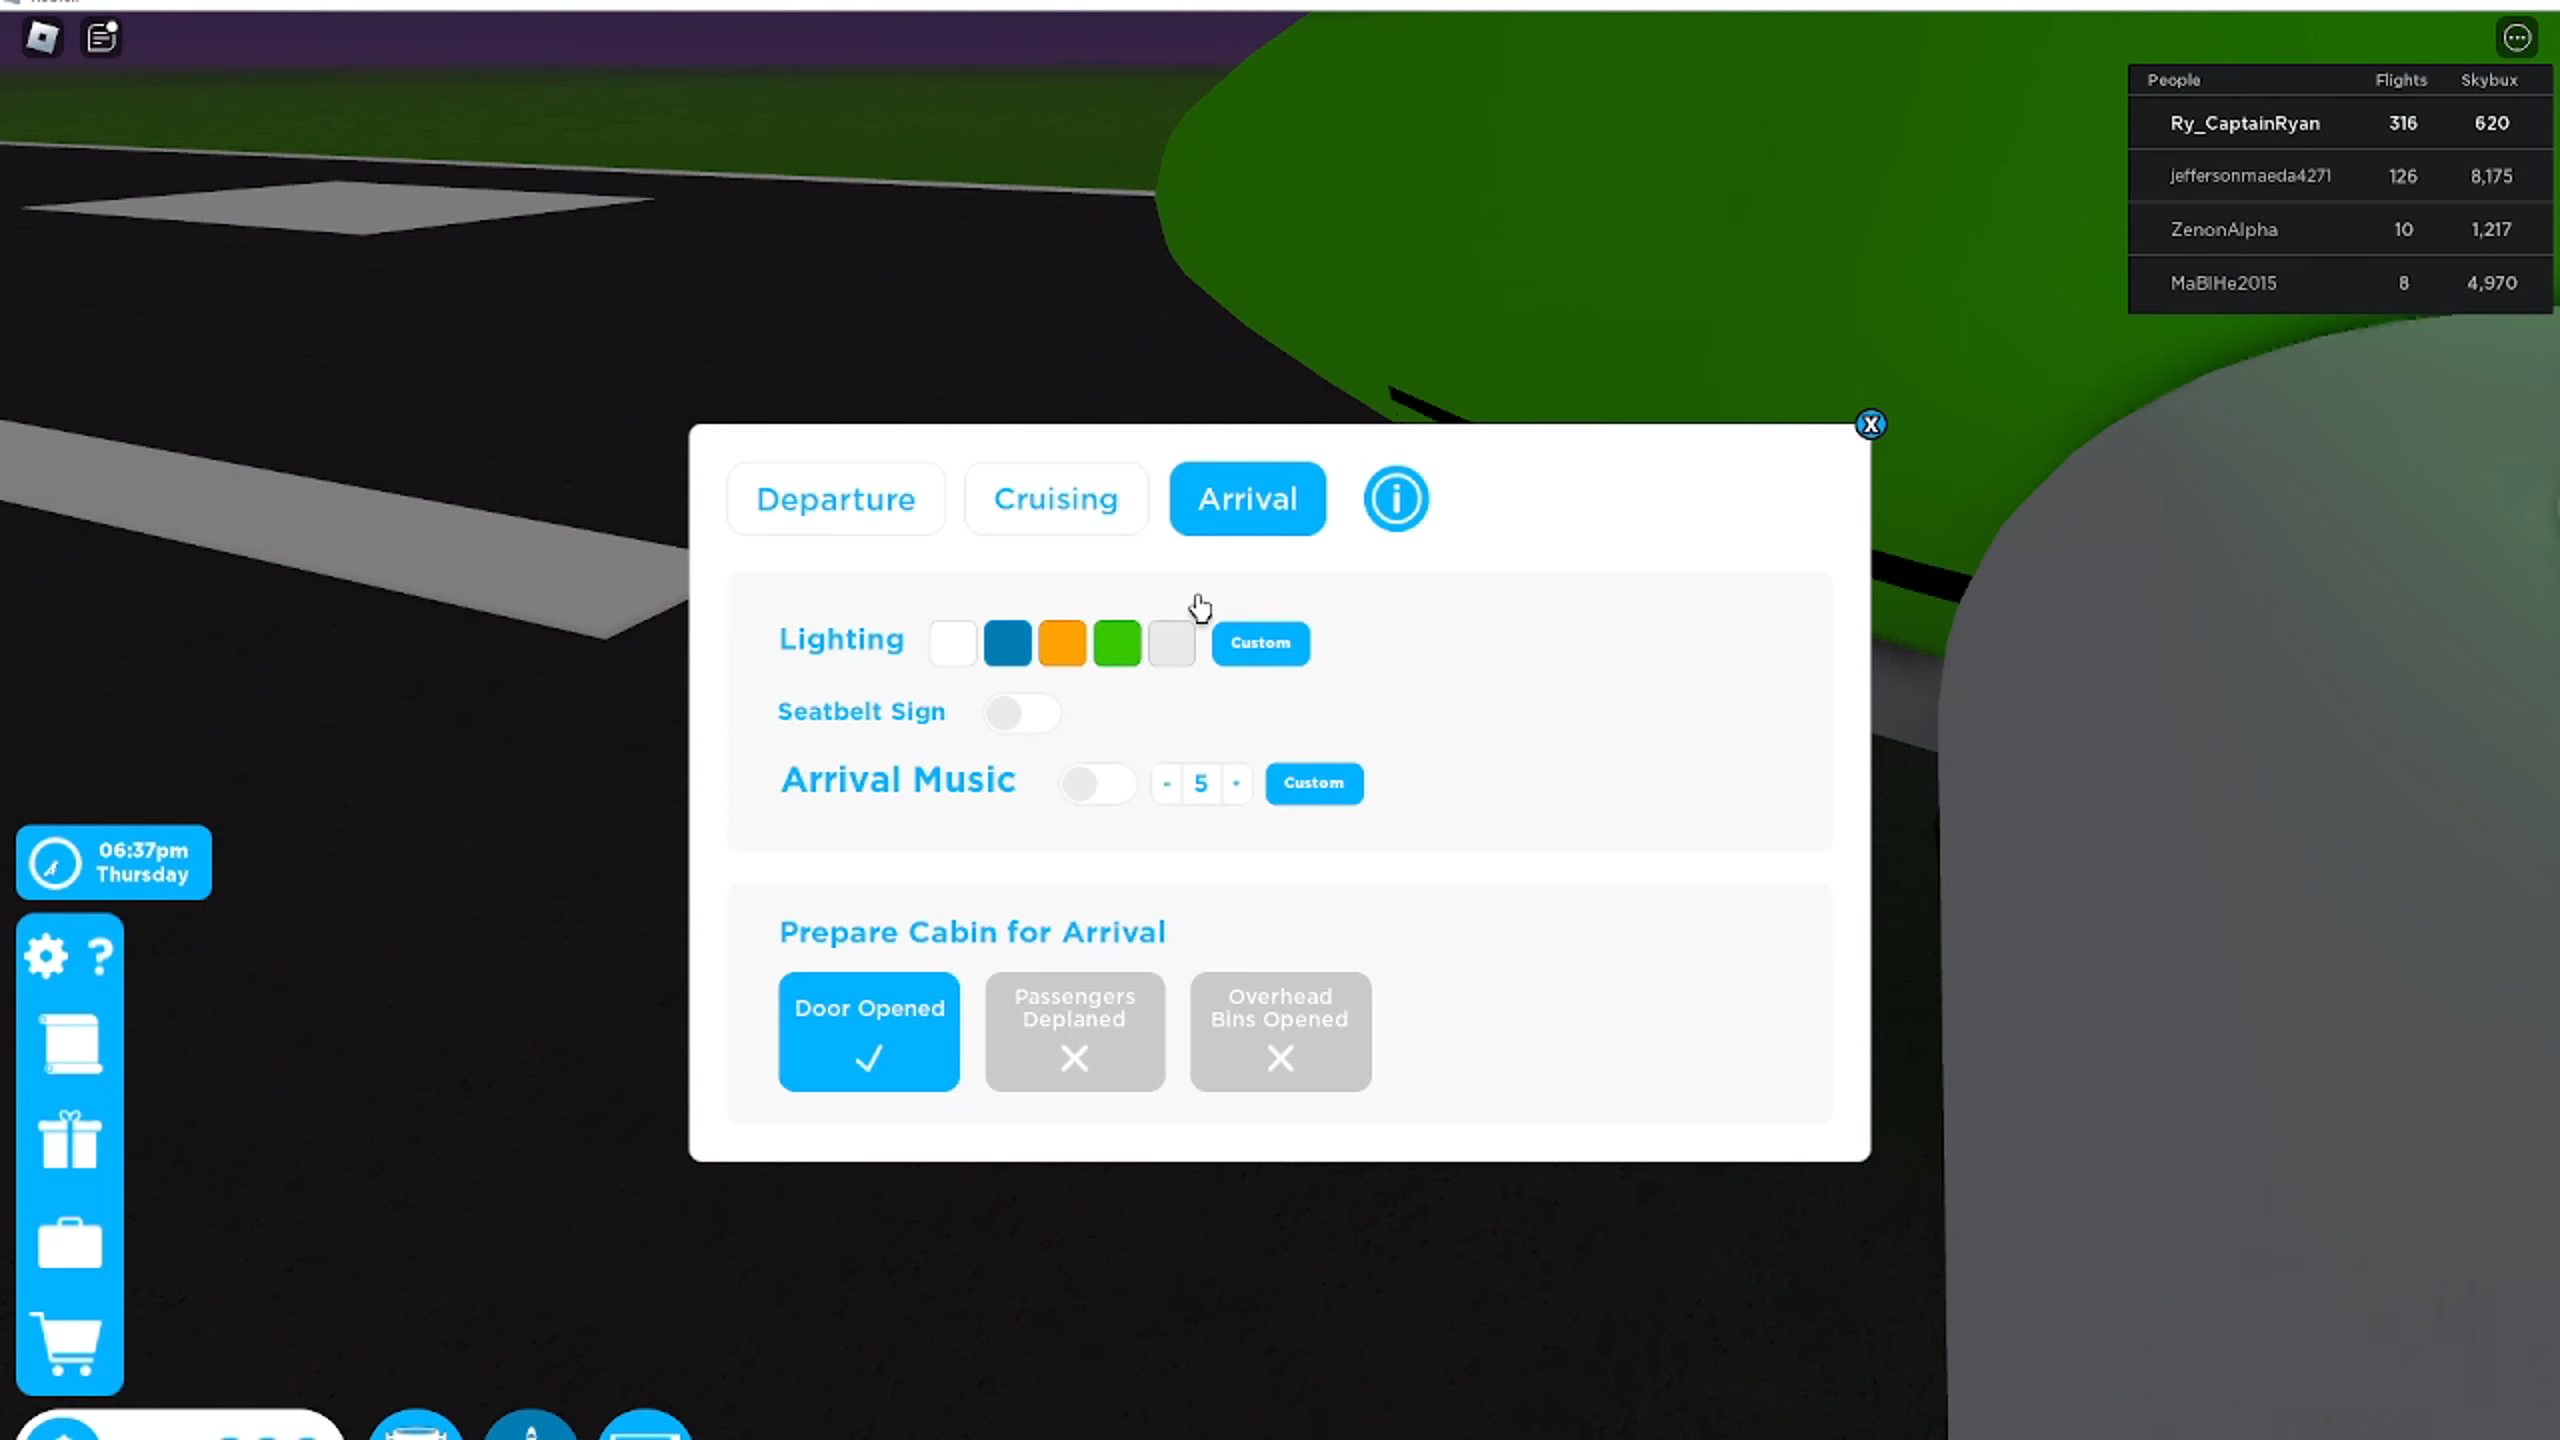 People Flights Skybux
Ry_CaptainRyan 316 620
jeffersonmaeda4271 126 8,175
ZenonAlpha 10 1,217
MaBlHe2015 8 4,970
X
Departure Cruising Arrival i
Lighting Custom
Seatbelt Sign
Arrival Music - 5 + Custom
06:37pm
Thursday
?
Prepare Cabin for Arrival
Door Opened
Passengers
Deplaned
Overhead
Bins Opened